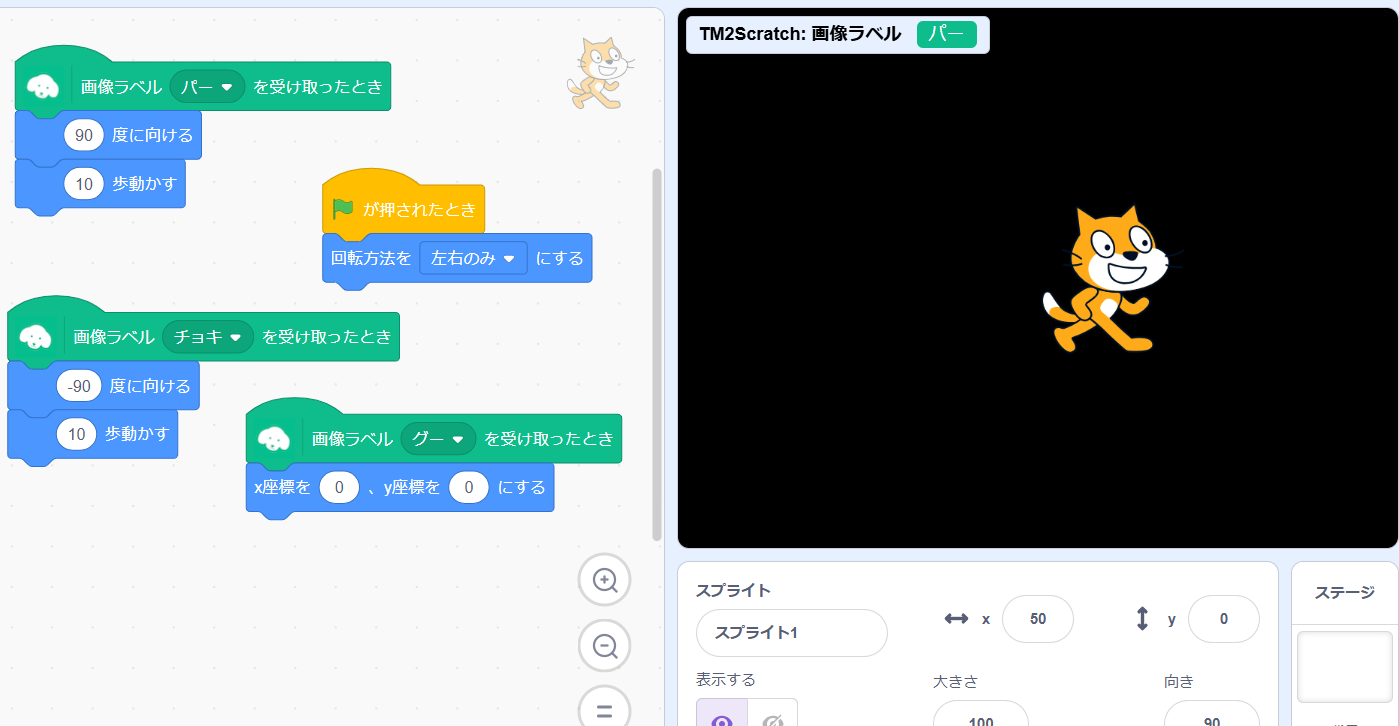 画像ラベル パー を受け取ったとき
90 度に向ける
10 歩動かす
が押されたとき
回転方法を 左右のみ にする
画像ラベル チョキ を受け取ったとき
-90 度に向ける
10 歩動かす
画像ラベル グー を受け取ったとき
x座標を 0 、y座標を 0 にする
TM2Scratch: 画像ラベル パー
スプライト
スプライト1
x 50
y 0
表示する
大きさ
100
向き
90
ステージ